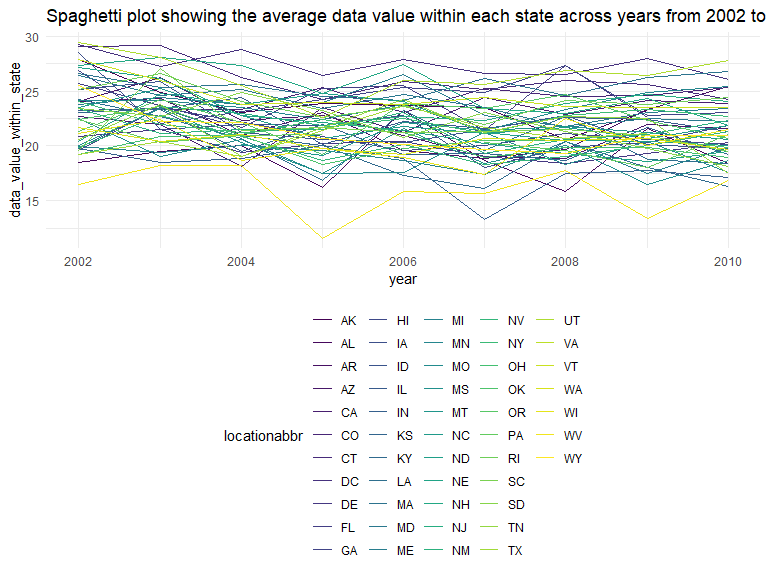 Spaghetti plot showing the average data value within each state across years from 2002 to
30
25
20
15
data_value_within_state
2002 2004 2006 2008 2010
year
locationabbr
AK HI MI NV UT
AL IA MN NY VA
AR ID MO OH VT
AZ IL MS OK WA
CA IN MT OR WI
CO KS NC PA WV
CT KY ND RI WY
DC LA NE SC
DE MA NH SD
FL MD NJ TN
GA ME NM TX